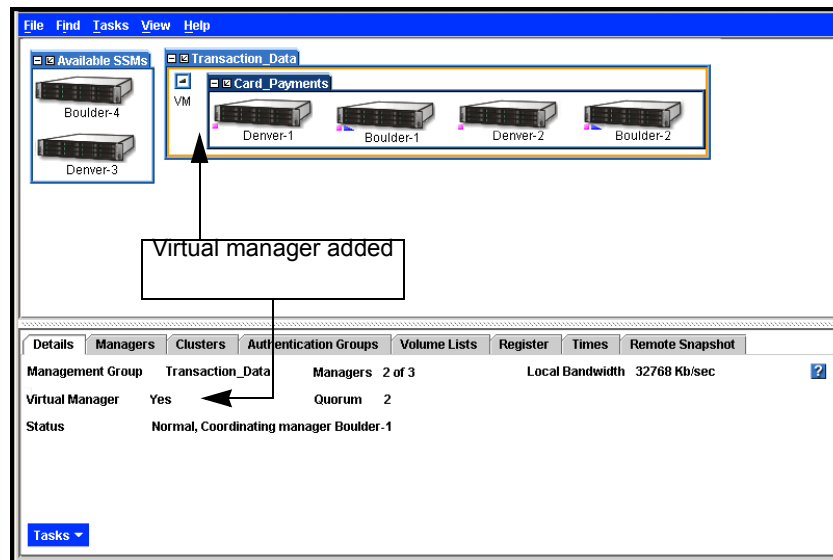 File Find Tasks View Help
Available SSMs
Boulder-4
Denver-3
Transaction_Data
VM
Card_Payments
Denver-1
Boulder-1
Denver-2
Boulder-2
Virtual manager added
Details Managers Clusters Authentication Groups Volume Lists Register Times Remote Snapshot
Management Group Transaction_Data Managers 2 of 3 Local Bandwidth 32768 Kb/sec ?
Virtual Manager Yes Quorum 2
Status Normal, Coordinating manager Boulder-1
Tasks